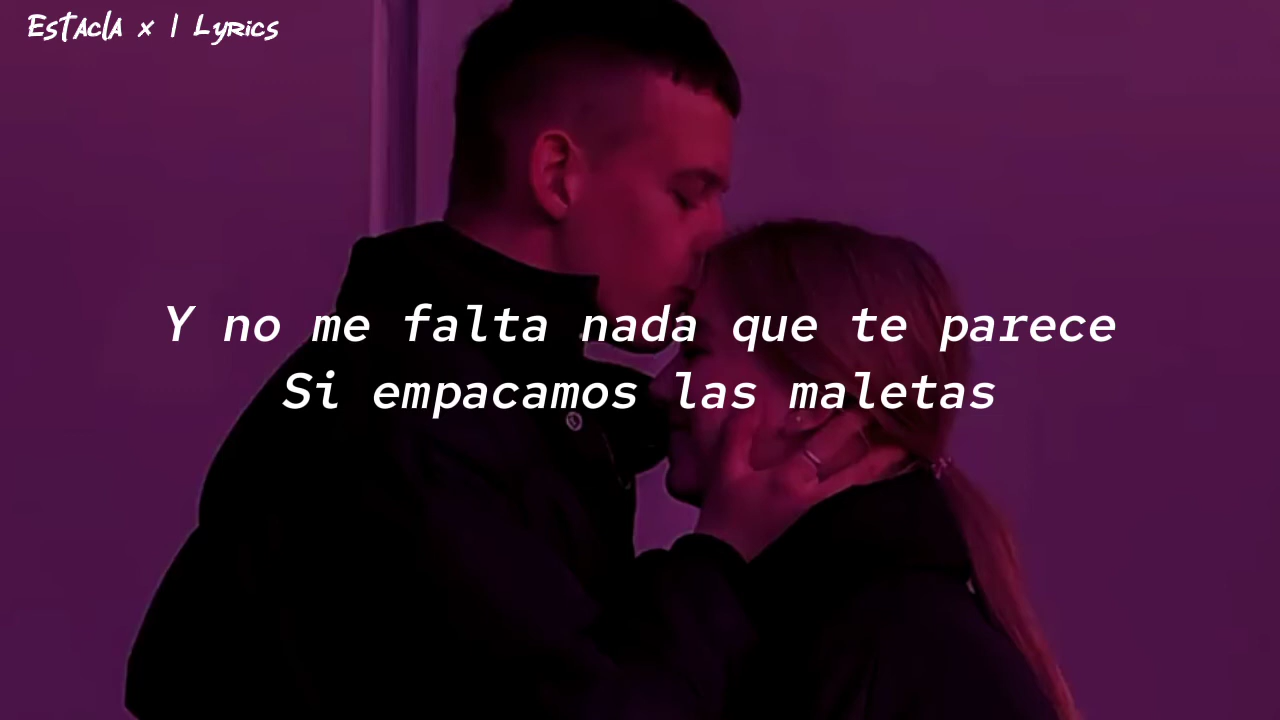 Estacla x | Lyrics
Y no me falta nada que te parece
Si empacamos las maletas